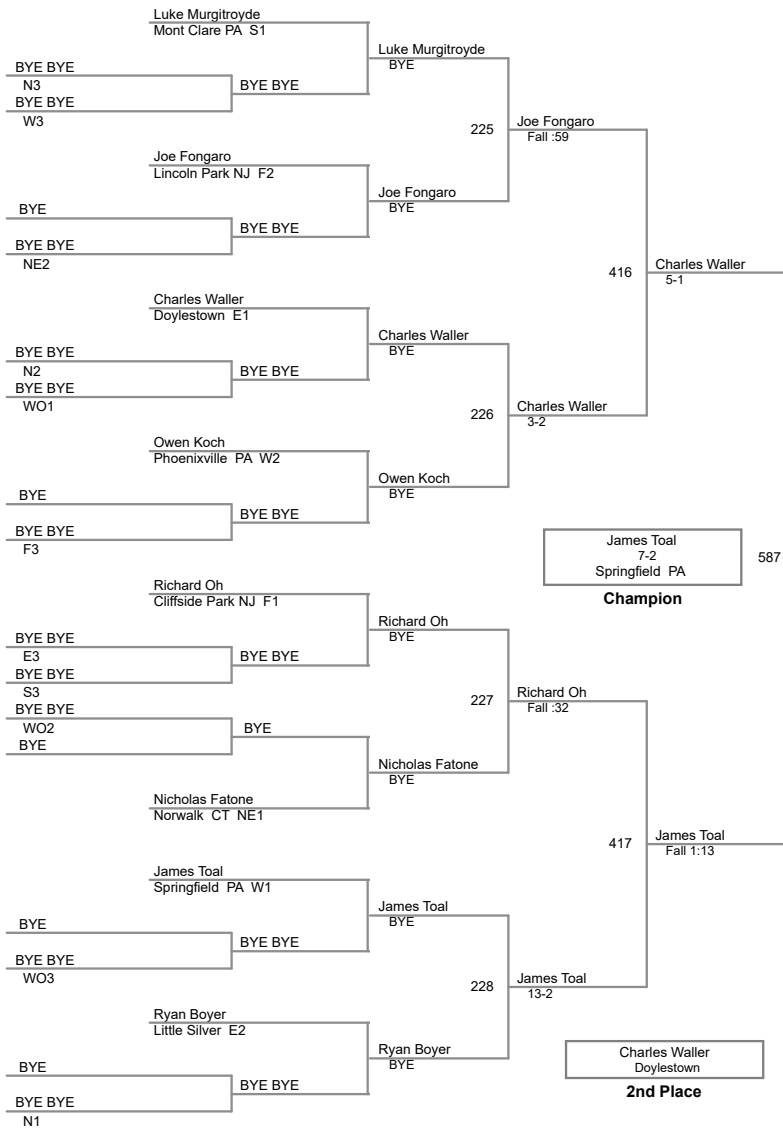 Luke Murgitroyde
Mont Clare PA S1
Luke Murgitroyde
BYE
BYE BYE
N3
BYE BYE
BYE BYE
W3
225
Joe Fongaro
Fall :59
Joe Fongaro
Lincoln Park NJ F2
Joe Fongaro
BYE
BYE
BYE BYE
BYE BYE
NE2
416
Charles Waller
5-1
Charles Waller
Doylestown E1
Charles Waller
BYE
BYE BYE
N2
BYE BYE
BYE BYE
WO1
226
Charles Waller
3-2
Owen Koch
Phoenixville PA W2
Owen Koch
BYE
BYE
BYE BYE
BYE BYE
F3
James Toal
7-2
Springfield PA
587
Champion
Richard Oh
Cliffside Park NJ F1
Richard Oh
BYE
BYE BYE
E3
BYE BYE
BYE BYE
S3
227
Richard Oh
Fall :32
BYE BYE
WO2
BYE
BYE
Nicholas Fatone
BYE
Nicholas Fatone
Norwalk CT NE1
417
James Toal
Fall 1:13
James Toal
Springfield PA W1
James Toal
BYE
BYE
BYE BYE
BYE BYE
WO3
228
James Toal
13-2
Ryan Boyer
Little Silver E2
Ryan Boyer
BYE
BYE
BYE BYE
BYE BYE
N1
Charles Waller
Doylestown
2nd Place